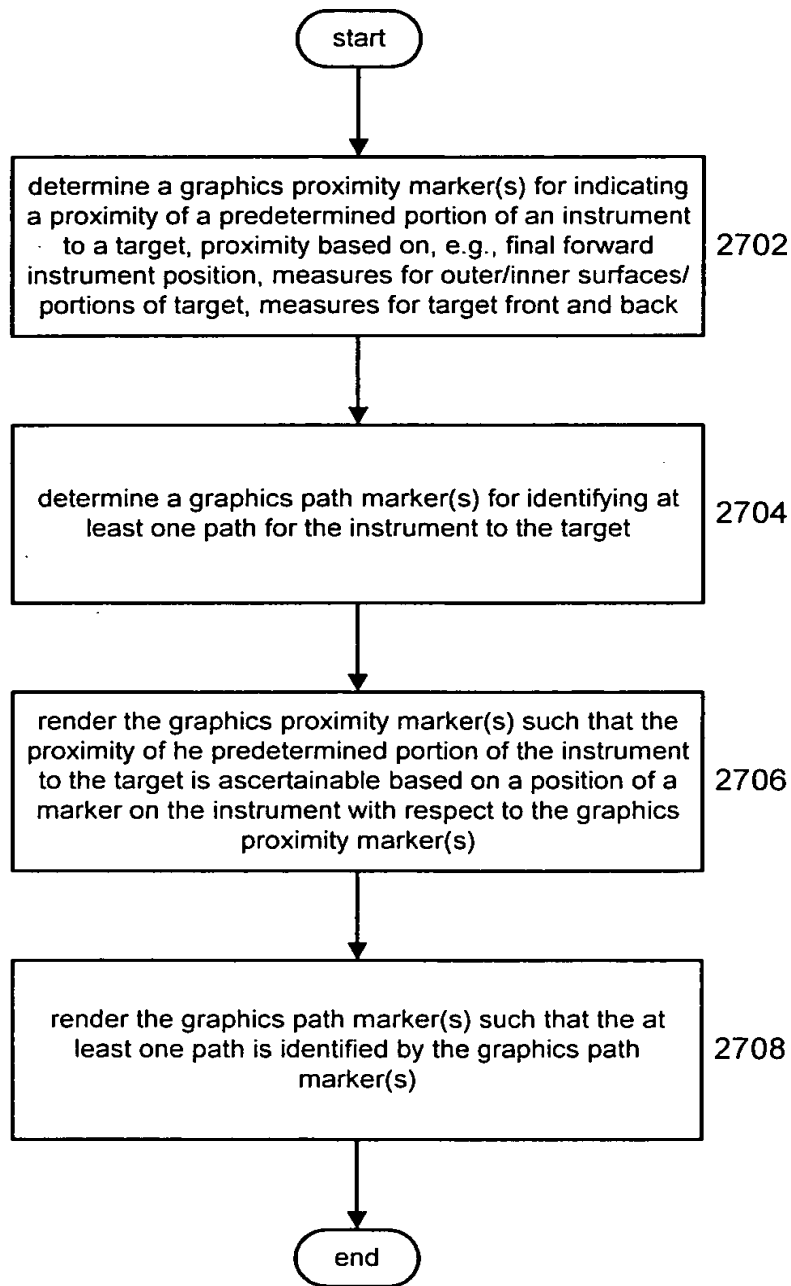 start
determine a graphics proximity marker(s) for indicating
a proximity of a predetermined portion of an instrument
to a target, proximity based on, e.g., final forward
instrument position, measures for outer/inner surfaces/
portions of target, measures for target front and back
2702
determine a graphics path marker(s) for identifying at
least one path for the instrument to the target
2704
render the graphics proximity marker(s) such that the
proximity of he predetermined portion of the instrument
to the target is ascertainable based on a position of a
marker on the instrument with respect to the graphics
proximity marker(s)
2706
render the graphics path marker(s) such that the at
least one path is identified by the graphics path
marker(s)
2708
end